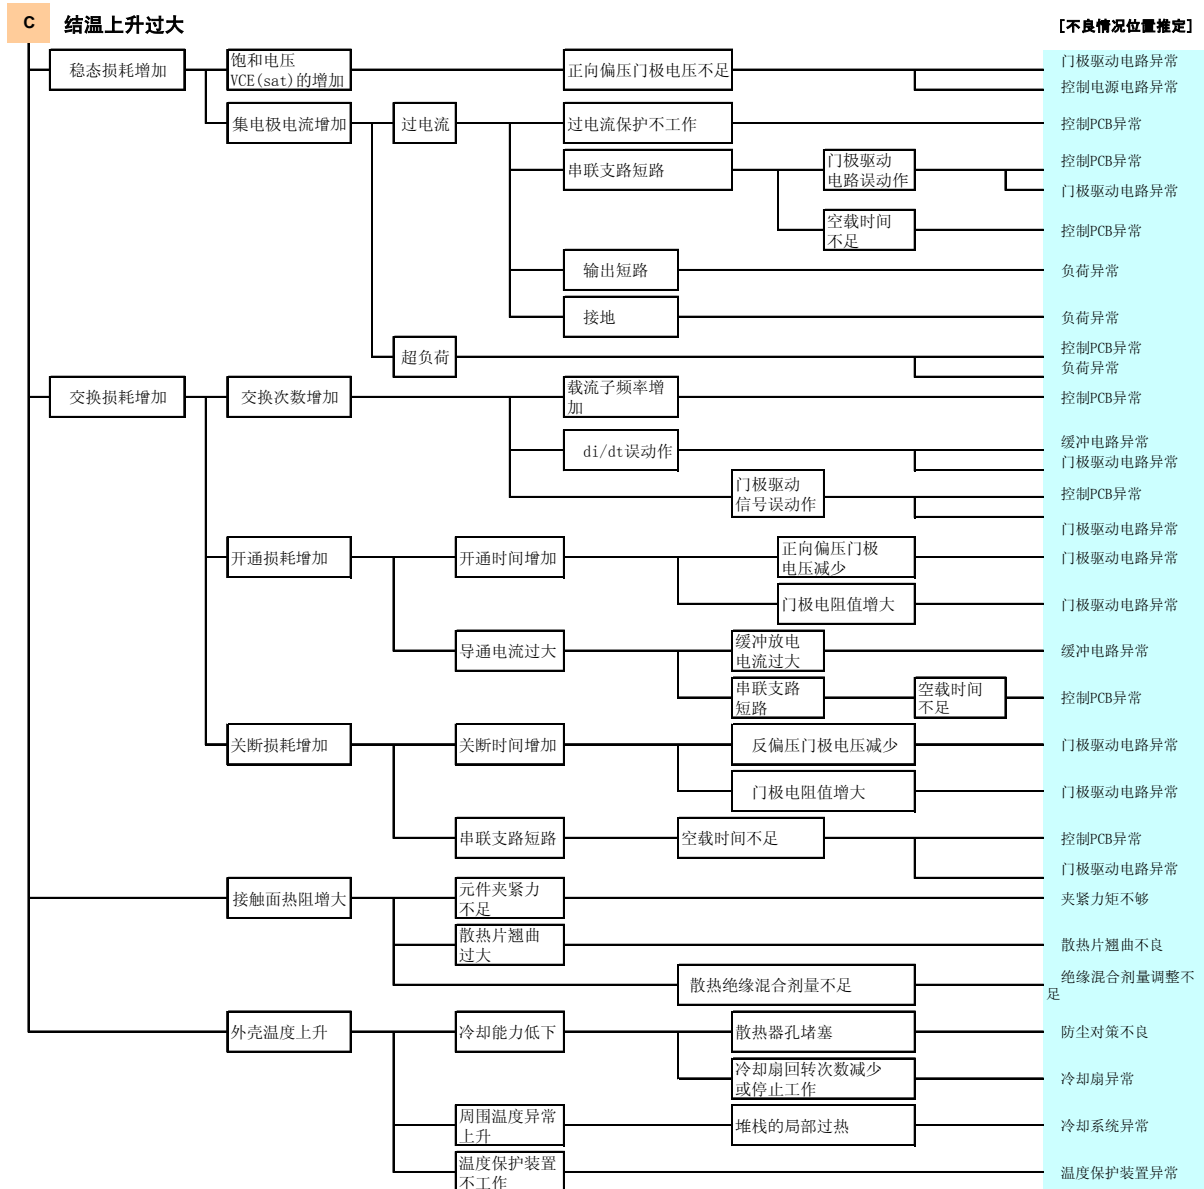 C 结温上升过大 [不良情况位置推定]
稳态损耗增加
饱和电压
VCE(sat)的增加
正向偏压门极电压不足
门极驱动电路异常
控制电源电路异常
集电极电流增加
过电流
过电流保护不工作
控制PCB异常
串联支路短路
门极驱动
电路误动作
控制PCB异常
门极驱动电路异常
空载时间
不足
控制PCB异常
输出短路
负荷异常
接地
负荷异常
超负荷
控制PCB异常
负荷异常
交换损耗增加
交换次数增加
载流子频率增
加
控制PCB异常
di/dt误动作
缓冲电路异常
门极驱动电路异常
门极驱动
信号误动作
控制PCB异常
门极驱动电路异常
开通损耗增加
开通时间增加
正向偏压门极
电压减少
门极驱动电路异常
门极电阻值增大
门极驱动电路异常
导通电流过大
缓冲放电
电流过大
缓冲电路异常
串联支路
短路
空载时间
不足
控制PCB异常
关断损耗增加
关断时间增加
反偏压门极电压减少
门极驱动电路异常
门极电阻值增大
门极驱动电路异常
串联支路短路
空载时间不足
控制PCB异常
门极驱动电路异常
接触面热阻增大
元件夹紧力
不足
夹紧力矩不够
散热片翘曲
过大
散热片翘曲不良
散热绝缘混合剂量不足
绝缘混合剂量调整不
足
外壳温度上升
冷却能力低下
散热器孔堵塞
防尘对策不良
冷却扇回转次数减少
或停止工作
冷却扇异常
周围温度异常
上升
堆栈的局部过热
冷却系统异常
温度保护装置
不工作
温度保护装置异常